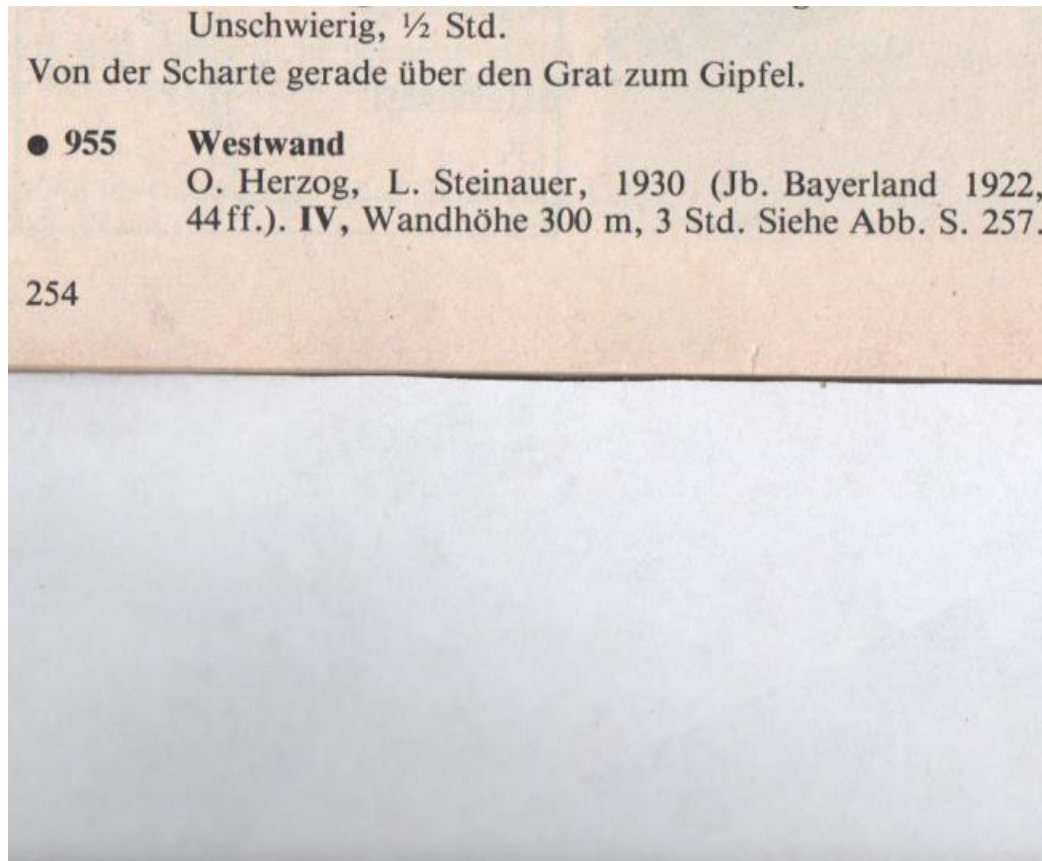 Unschwierig, ½ Std.
Von der Scharte gerade über den Grat zum Gipfel.
● 955 Westwand
O. Herzog, L. Steinauer, 1930 (Jb. Bayerland 1922,
44 ff.). IV, Wandhöhe 300 m, 3 Std. Siehe Abb. S. 257.
254